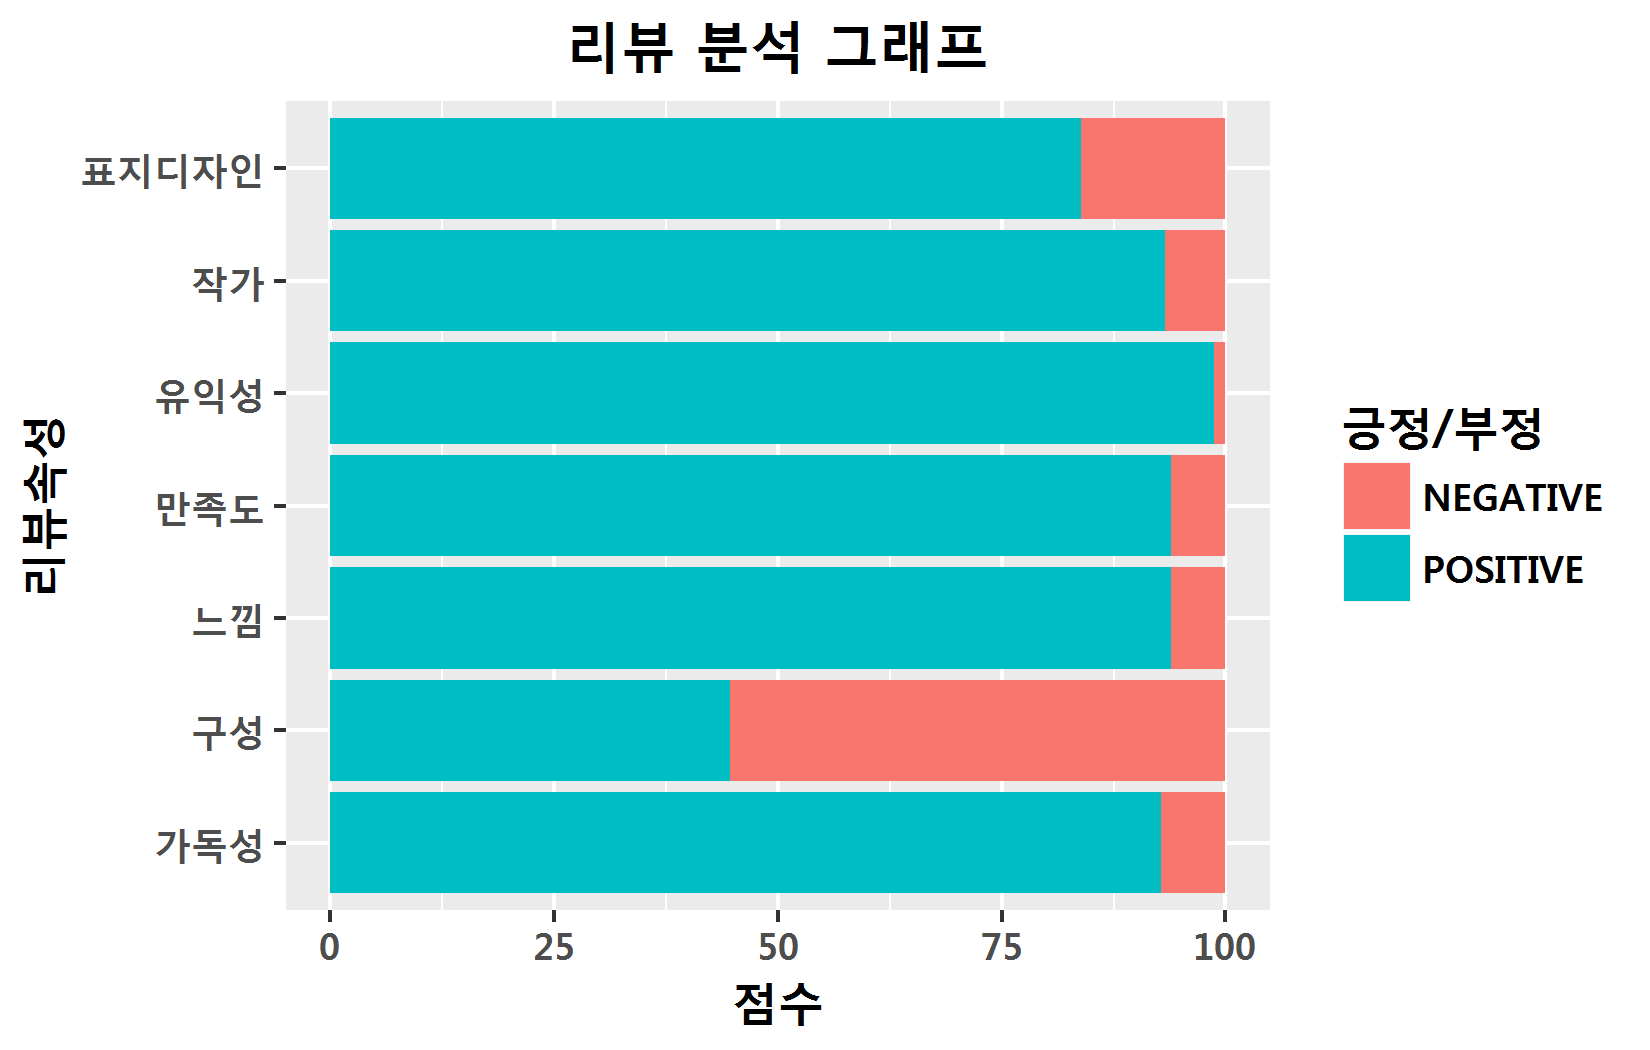 리뷰 분석 그래프
리뷰속성
표지디자인
작가
유익성
만족도
느낌
구성
가독성
0 25 50 75 100
점수
긍정/부정
NEGATIVE
POSITIVE